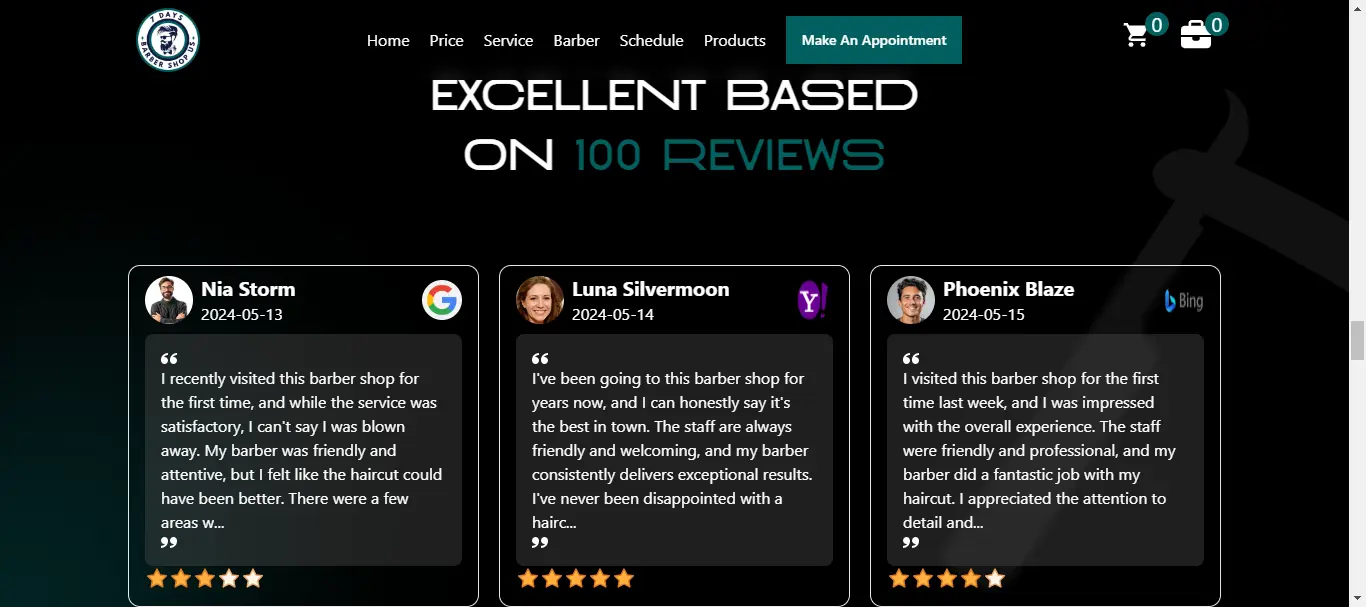 7 DAYS
BARBER SHOP US
Home Price Service Barber Schedule Products Make An Appointment 0 0
EXCELLENT BASED
ON 100 REVIEWS
Nia Storm
2024-05-13
G
“
I recently visited this barber shop for
the first time, and while the service was
satisfactory, I can't say I was blown
away. My barber was friendly and
attentive, but I felt like the haircut could
have been better. There were a few
areas w...
”
Luna Silvermoon
2024-05-14
Y!
“
I've been going to this barber shop for
years now, and I can honestly say it's
the best in town. The staff are always
friendly and welcoming, and my barber
consistently delivers exceptional results.
I've never been disappointed with a
hairc...
”
Phoenix Blaze
2024-05-15
Bing
“
I visited this barber shop for the first
time last week, and I was impressed
with the overall experience. The staff
were friendly and professional, and my
barber did a fantastic job with my
haircut. I appreciated the attention to
detail and...
”